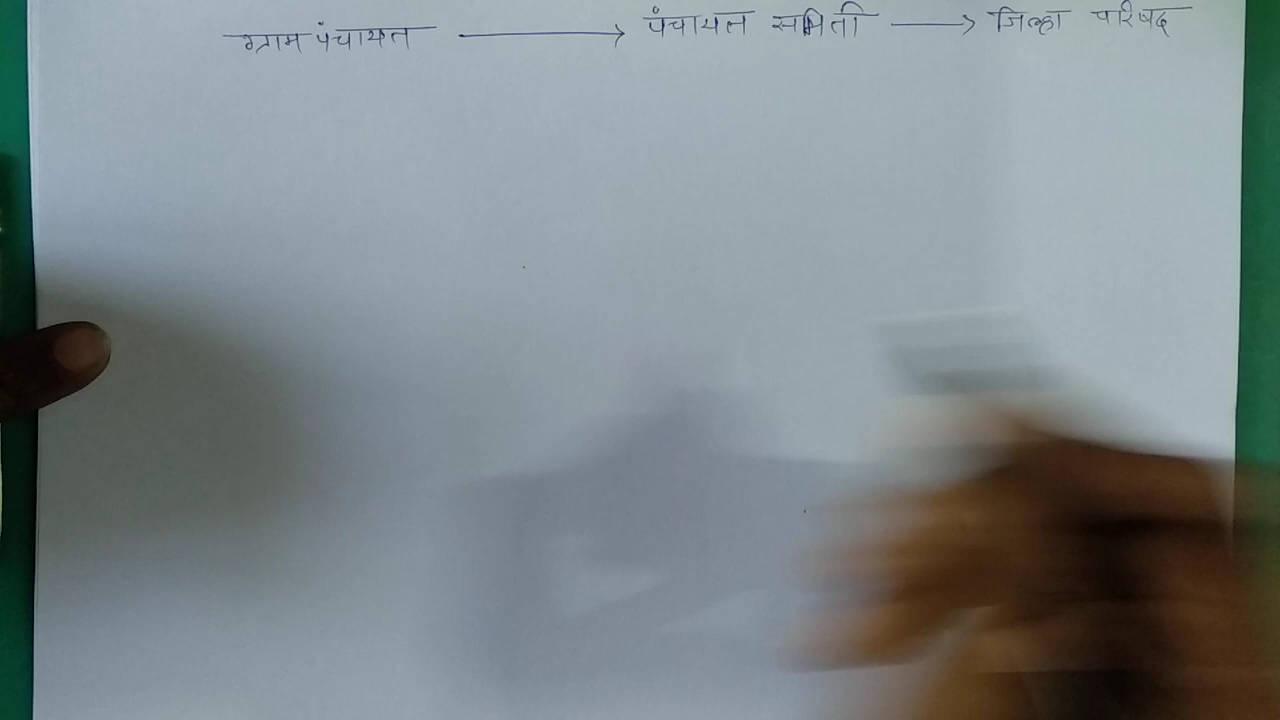 ग्राम पंचायत ⟶ पंचायत समिती ⟶ जिल्हा परिषद